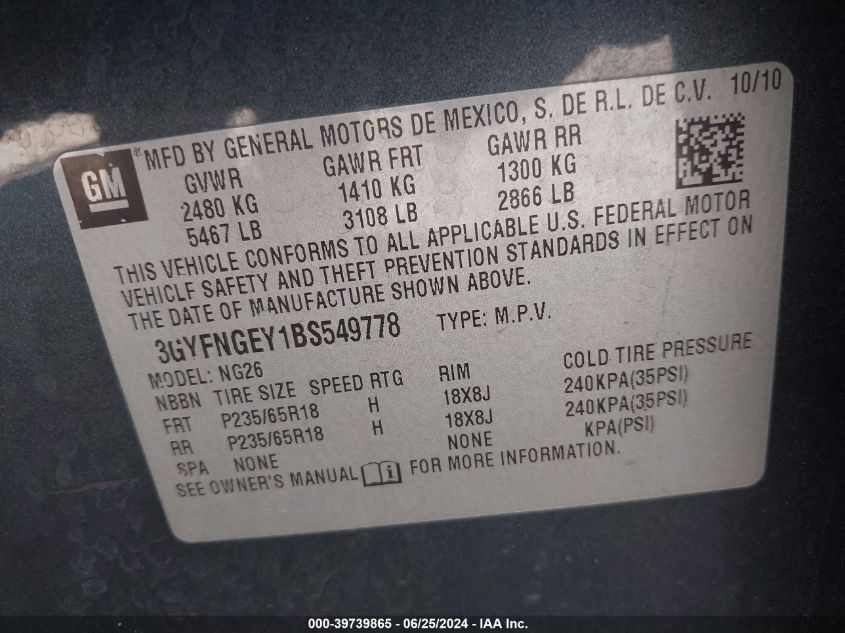 GM
® MFD BY GENERAL MOTORS DE MEXICO, S. DE R.L. DE C.V. 10/10
GVWR GAWR FRT GAWR RR
2480 KG 1410 KG 1300 KG
5467 LB 3108 LB 2866 LB
THIS VEHICLE CONFORMS TO ALL APPLICABLE U.S. FEDERAL MOTOR
VEHICLE SAFETY AND THEFT PREVENTION STANDARDS IN EFFECT ON
THE DATE OF MANUFACTURE SHOWN ABOVE.
3GYFNGEY1BS549778 TYPE: M.P.V.
MODEL: NG26
NBBN TIRE SIZE SPEED RTG RIM COLD TIRE PRESSURE
FRT P235/65R18 H 18X8J 240KPA(35PSI)
RR P235/65R18 H 18X8J 240KPA(35PSI)
SPA NONE NONE KPA(PSI)
SEE OWNER'S MANUAL i FOR MORE INFORMATION.
000-39739865 - 06/25/2024 - IAA Inc.